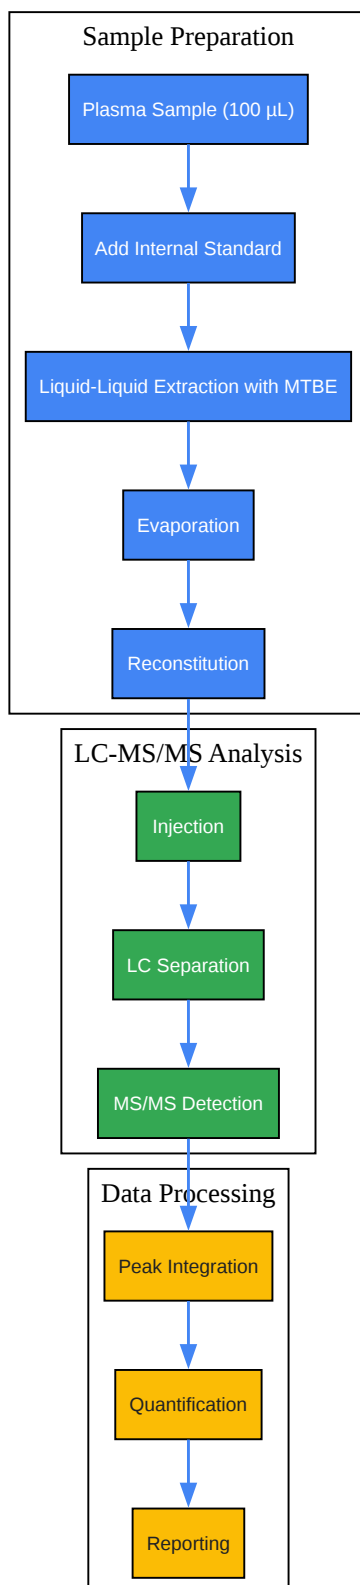 Sample Preparation
Plasma Sample (100 µL)
Add Internal Standard
Liquid-Liquid Extraction with MTBE
Evaporation
Reconstitution
LC-MS/MS Analysis
Injection
LC Separation
MS/MS Detection
Data Processing
Peak Integration
Quantification
Reporting